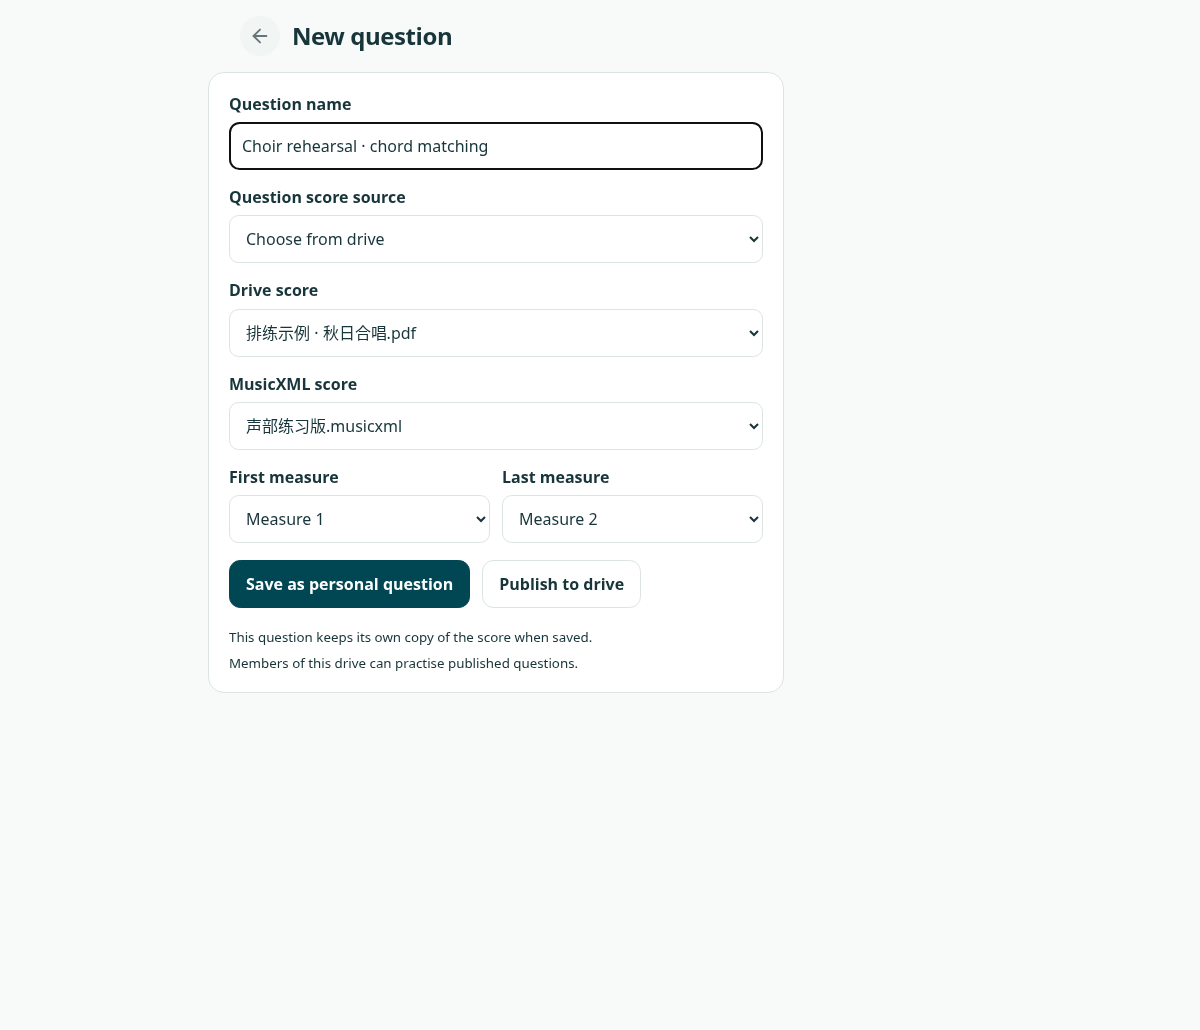 New question
Question name
Choir rehearsal · chord matching
Question score source
Choose from drive
Drive score
排练示例 · 秋日合唱.pdf
MusicXML score
声部练习版.musicxml
First measure
Last measure
Measure 1
Measure 2
Save as personal question
Publish to drive
This question keeps its own copy of the score when saved.
Members of this drive can practise published questions.